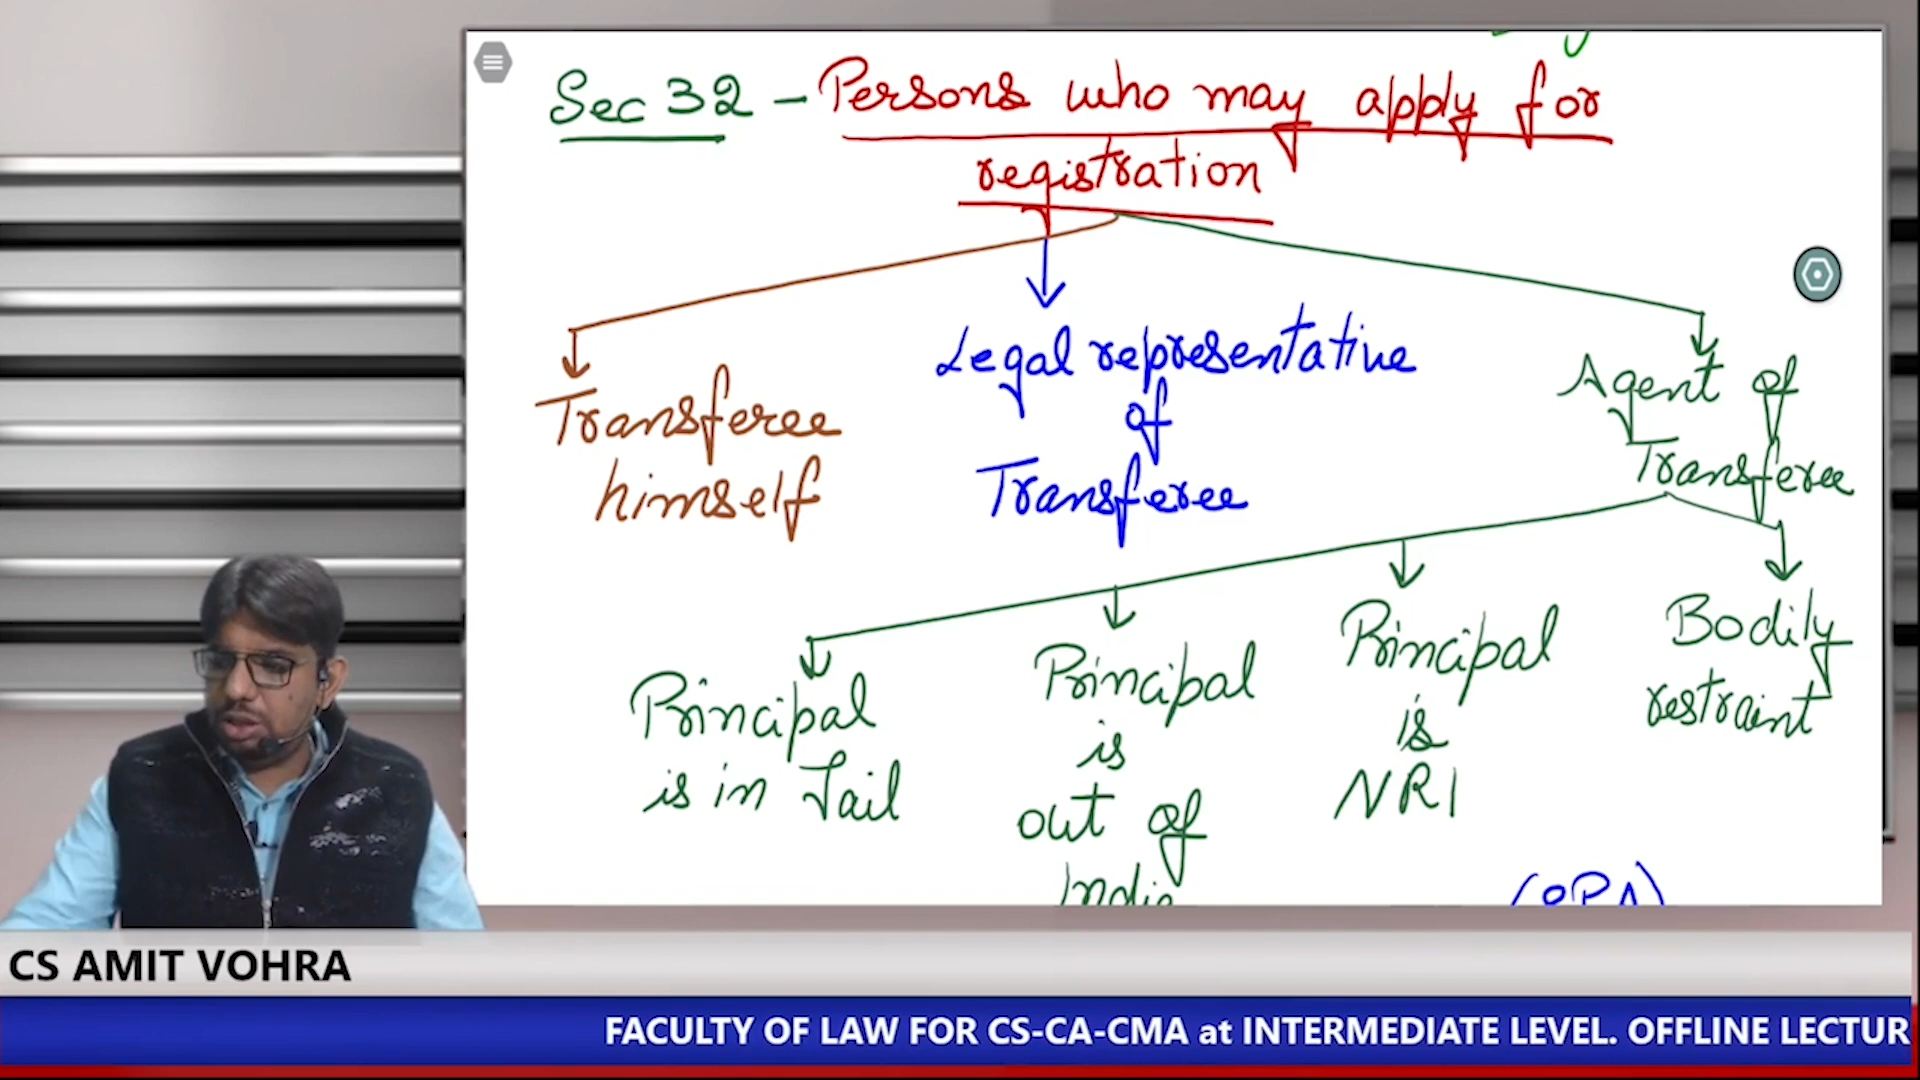 Sec 32 - Persons who may apply for
registration
Transferee
himself
Legal representative
of
Transferee
Agent of
Transferee
Principal
is in Jail
Principal
is
out of
India
Principal
is
NRI
Bodily
restraint
CS AMIT VOHRA
FACULTY OF LAW FOR CS-CA-CMA at INTERMEDIATE LEVEL. OFFLINE LECTUR